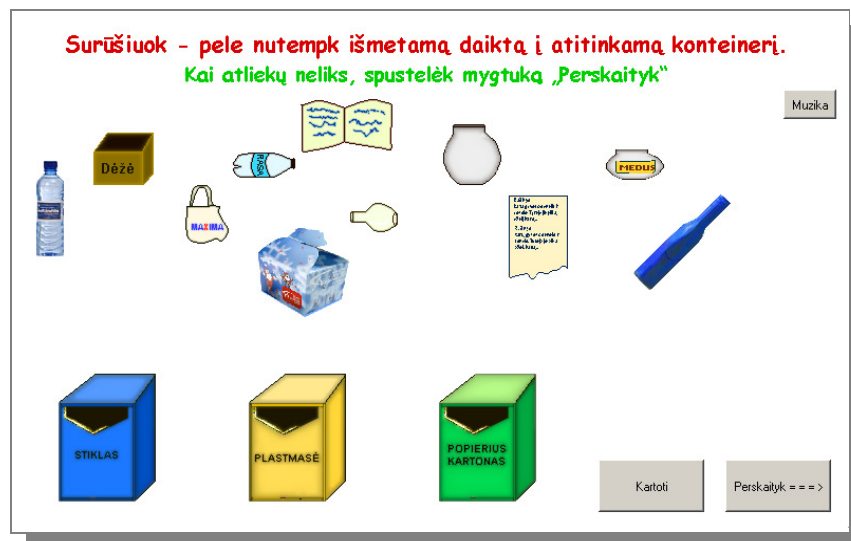 Surūšiuok - pele nutempk išmetamą daiktą į atitinkamą konteinerį.
Kai atliekų neliks, spustelėk mygtuką „Perskaityk“
Muzika
Dėžė
RASA
MEDUS
MAXIMA
STIKLAS
PLASTMASĖ
POPIERIUS
KARTONAS
Kartoti
Perskaityk = = = >